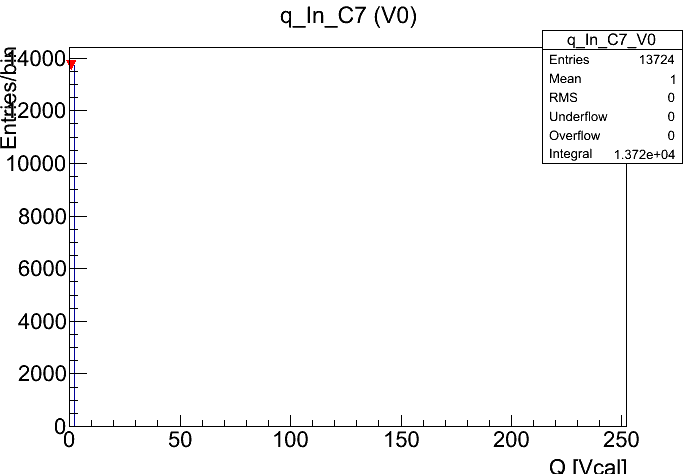 q_In_C7 (V0)
q_In_C7_V0
Entries 13724
Mean 1
RMS 0
Underflow 0
Overflow 0
Integral 1.372e+04
Entries/bin
14000
12000
10000
8000
6000
4000
2000
0
0 50 100 150 200 250
Q [Vcal]